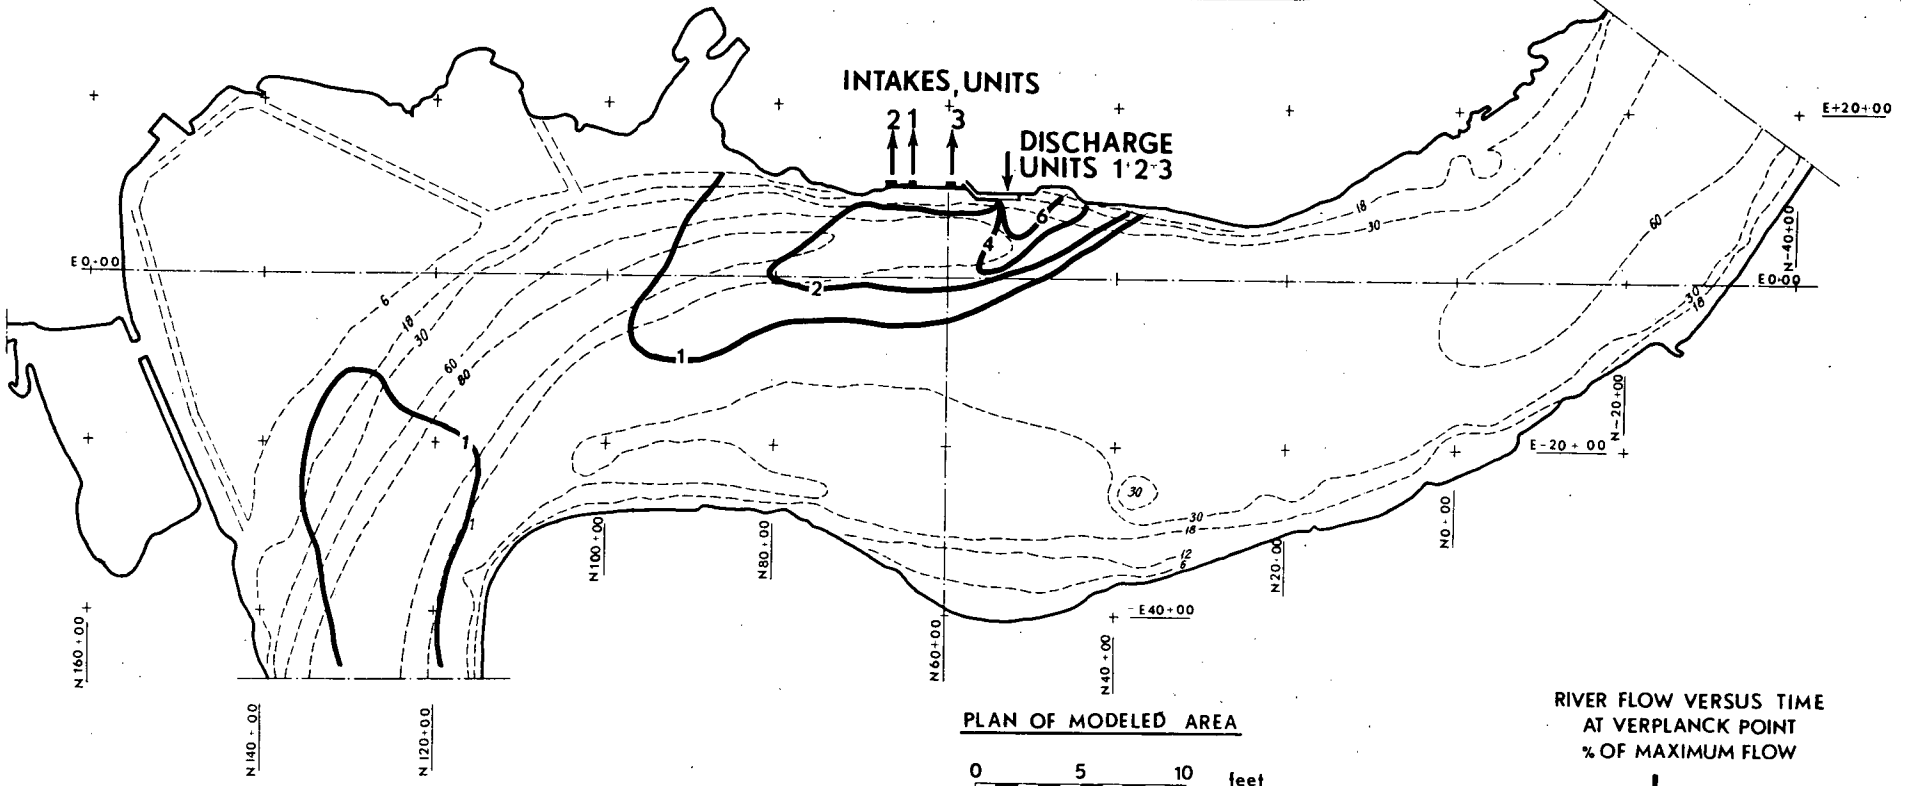 INTAKES, UNITS
2 1 3
DISCHARGE
UNITS 1·2-3
E+20+00
E0+00
E0+00
N-40+00
18
30
60
6
4
2
1
6
18
30
60
80
1
1
30
18
N-20+00
E-20+00
30
30
18
12
6
N0+00
N20+00
N100+00
N80+00
N60+00
N40+00
E40+00
N160+00
N140+00
N120+00
PLAN OF MODELED AREA
0 5 10 feet
RIVER FLOW VERSUS TIME
AT VERPLANCK POINT
% OF MAXIMUM FLOW